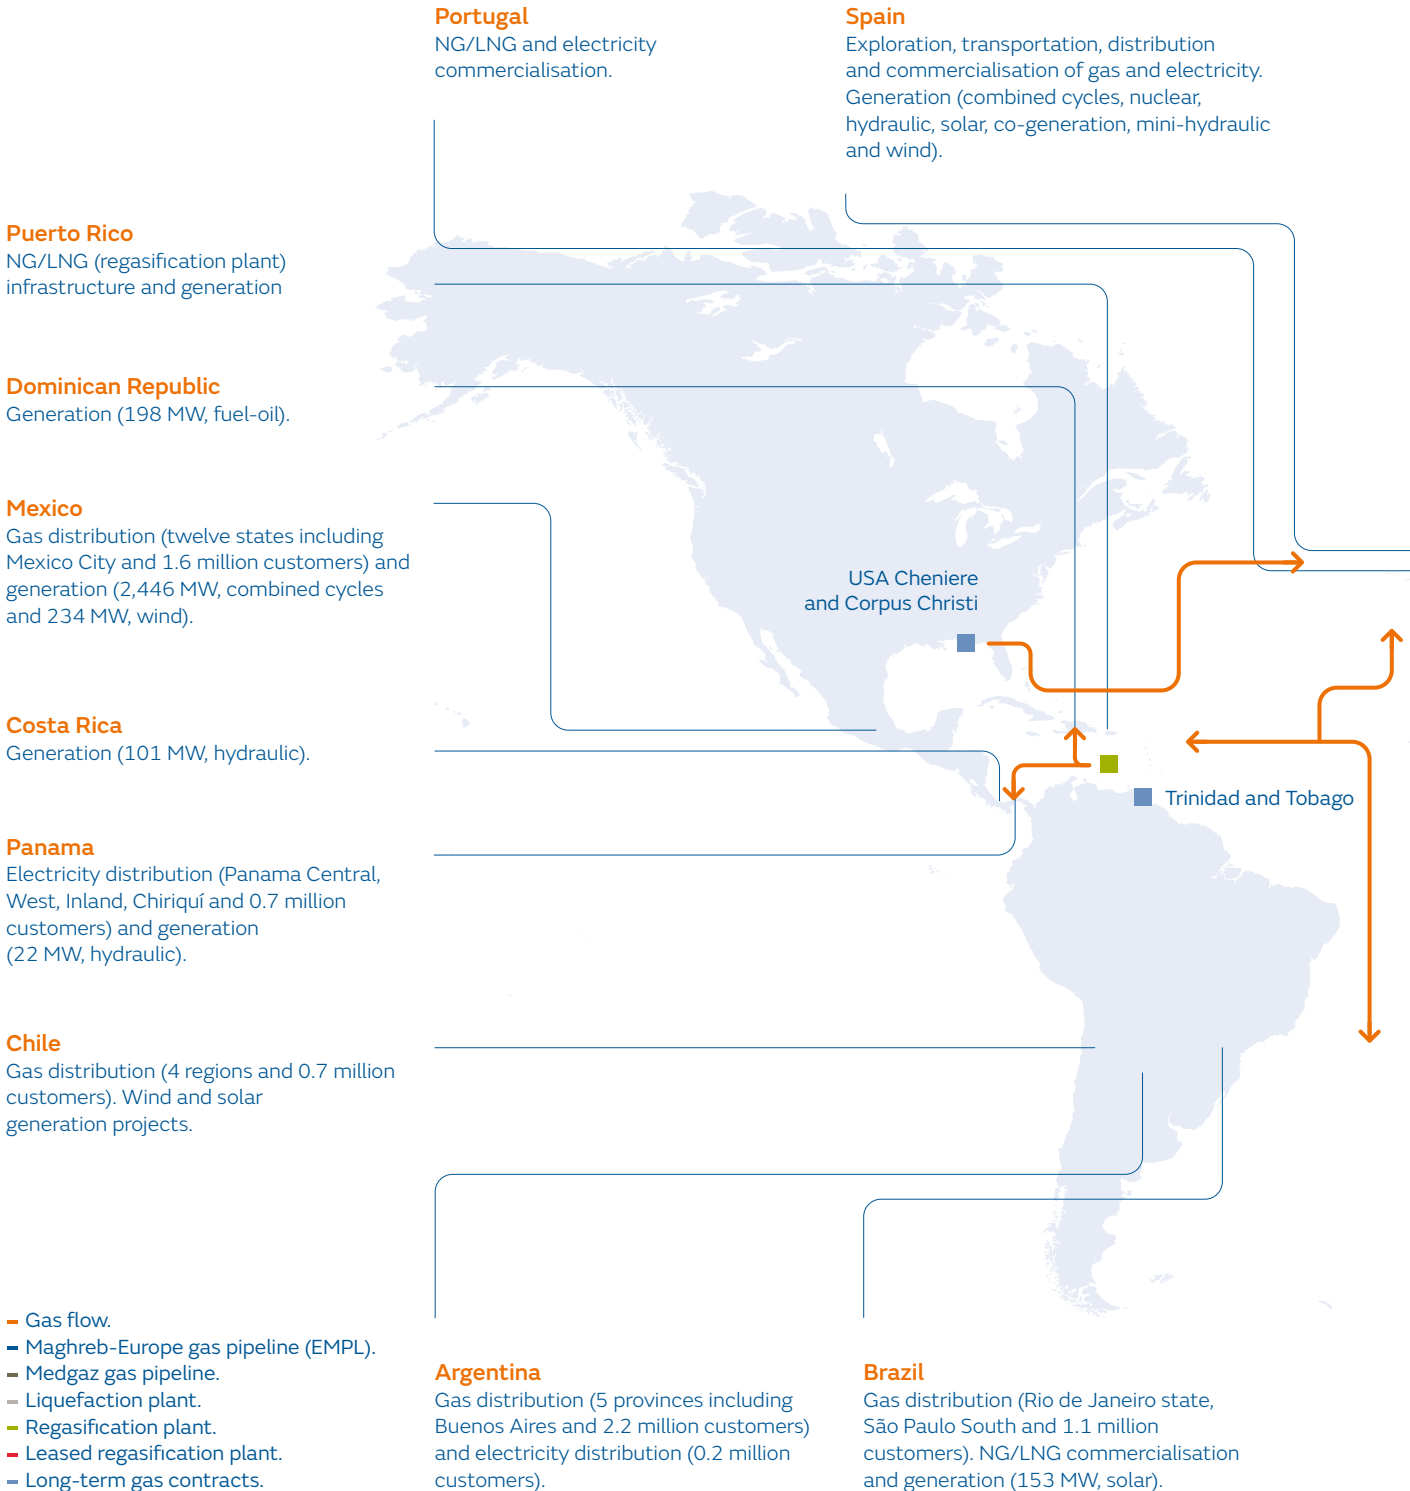 Portugal
NG/LNG and electricity
commercialisation.
Spain
Exploration, transportation, distribution
and commercialisation of gas and electricity.
Generation (combined cycles, nuclear,
hydraulic, solar, co-generation, mini-hydraulic
and wind).
Puerto Rico
NG/LNG (regasification plant)
infrastructure and generation
Dominican Republic
Generation (198 MW, fuel-oil).
Mexico
Gas distribution (twelve states including
Mexico City and 1.6 million customers) and
generation (2,446 MW, combined cycles
and 234 MW, wind).
USA Cheniere
and Corpus Christi
Costa Rica
Generation (101 MW, hydraulic).
Trinidad and Tobago
Panama
Electricity distribution (Panama Central,
West, Inland, Chiriquí and 0.7 million
customers) and generation
(22 MW, hydraulic).
Chile
Gas distribution (4 regions and 0.7 million
customers). Wind and solar
generation projects.
Gas flow.
Maghreb-Europe gas pipeline (EMPL).
Medgaz gas pipeline.
Liquefaction plant.
Regasification plant.
Leased regasification plant.
Long-term gas contracts.
Argentina
Gas distribution (5 provinces including
Buenos Aires and 2.2 million customers)
and electricity distribution (0.2 million
customers).
Brazil
Gas distribution (Rio de Janeiro state,
São Paulo South and 1.1 million
customers). NG/LNG commercialisation
and generation (153 MW, solar).